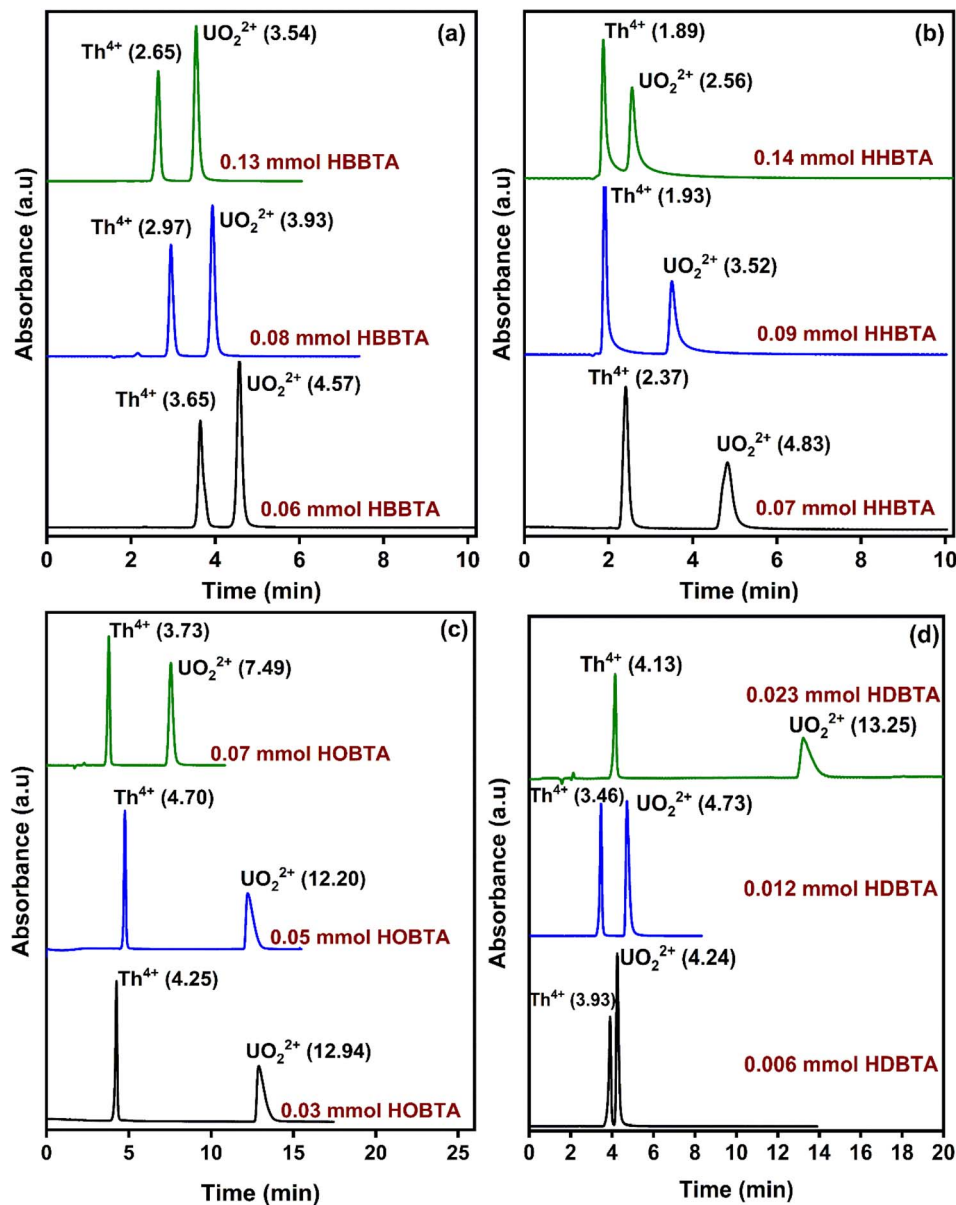 (a)
UO₂²⁺ (3.54)
Th⁴⁺ (2.65)
0.13 mmol HBBTA
UO₂²⁺ (3.93)
Th⁴⁺ (2.97)
0.08 mmol HBBTA
UO₂²⁺ (4.57)
Th⁴⁺ (3.65)
0.06 mmol HBBTA
Absorbance (a.u)
0 2 4 6 8 10
Time (min)
(b)
Th⁴⁺ (1.89)
UO₂²⁺ (2.56)
0.14 mmol HHBTA
Th⁴⁺ (1.93)
UO₂²⁺ (3.52)
0.09 mmol HHBTA
Th⁴⁺ (2.37)
UO₂²⁺ (4.83)
0.07 mmol HHBTA
Absorbance (a.u)
0 2 4 6 8 10
Time (min)
(c)
Th⁴⁺ (3.73)
UO₂²⁺ (7.49)
0.07 mmol HOBTA
Th⁴⁺ (4.70)
UO₂²⁺ (12.20)
0.05 mmol HOBTA
Th⁴⁺ (4.25)
UO₂²⁺ (12.94)
0.03 mmol HOBTA
Absorbance (a.u)
0 5 10 15 20 25
Time (min)
(d)
Th⁴⁺ (4.13)
0.023 mmol HDBTA
UO₂²⁺ (13.25)
Th⁴⁺ (3.46)
UO₂²⁺ (4.73)
0.012 mmol HDBTA
UO₂²⁺ (4.24)
Th⁴⁺ (3.93)
0.006 mmol HDBTA
Absorbance (a.u)
0 2 4 6 8 10 12 14 16 18 20
Time (min)